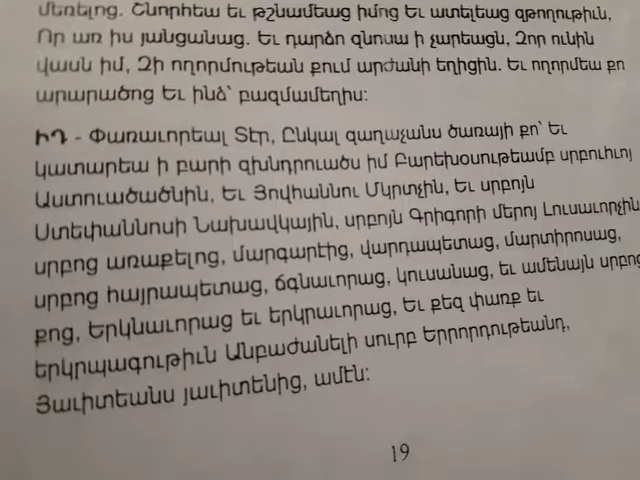 մեռելոց. Շնորհեա եւ թշնամեաց իմոց Եւ ատելեաց զթողութիւն,
Որ առ իս յանցանաց. Եւ դարձո զնոսա ի չարեացն, Զոր ունին
վասն իմ, Զի ողորմութեան քում արժանի եղիցին. Եւ ողորմեա քո
արարածոց Եւ ինձ՝ բազմամեղիս:
ԻԴ - Փառաւորեալ Տէր, Ընկալ զաղաչանս ծառայի քո՝ Եւ
կատարեա ի բարի զխնդրուածս իմ Բարեխօսութեամբ սրբուհւոյ
Աստուածածնին, Եւ Յովհաննու Մկրտչին, Եւ սրբոյն
Ստեփաննոսի Նախավկային, սրբոյն Գրիգորի մերոյ Լուսաւորչին,
սրբոց առաքելոց, մարգարէից, վարդապետաց, մարտիրոսաց,
սրբոց հայրապետաց, ճգնաւորաց, կուսանաց, եւ ամենայն սրբոց
քոց, Երկնաւորաց եւ երկրաւորաց, Եւ քեզ փառք եւ
երկրպագութիւն Անբաժանելի սուրբ Երրորդութեանդ,
Յաւիտեանս յաւիտենից, ամէն:
19